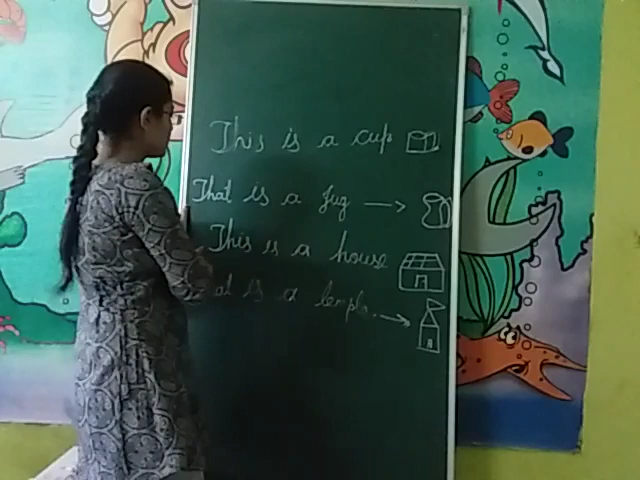 This is a cup
That is a Jug
This is a house
is a temple